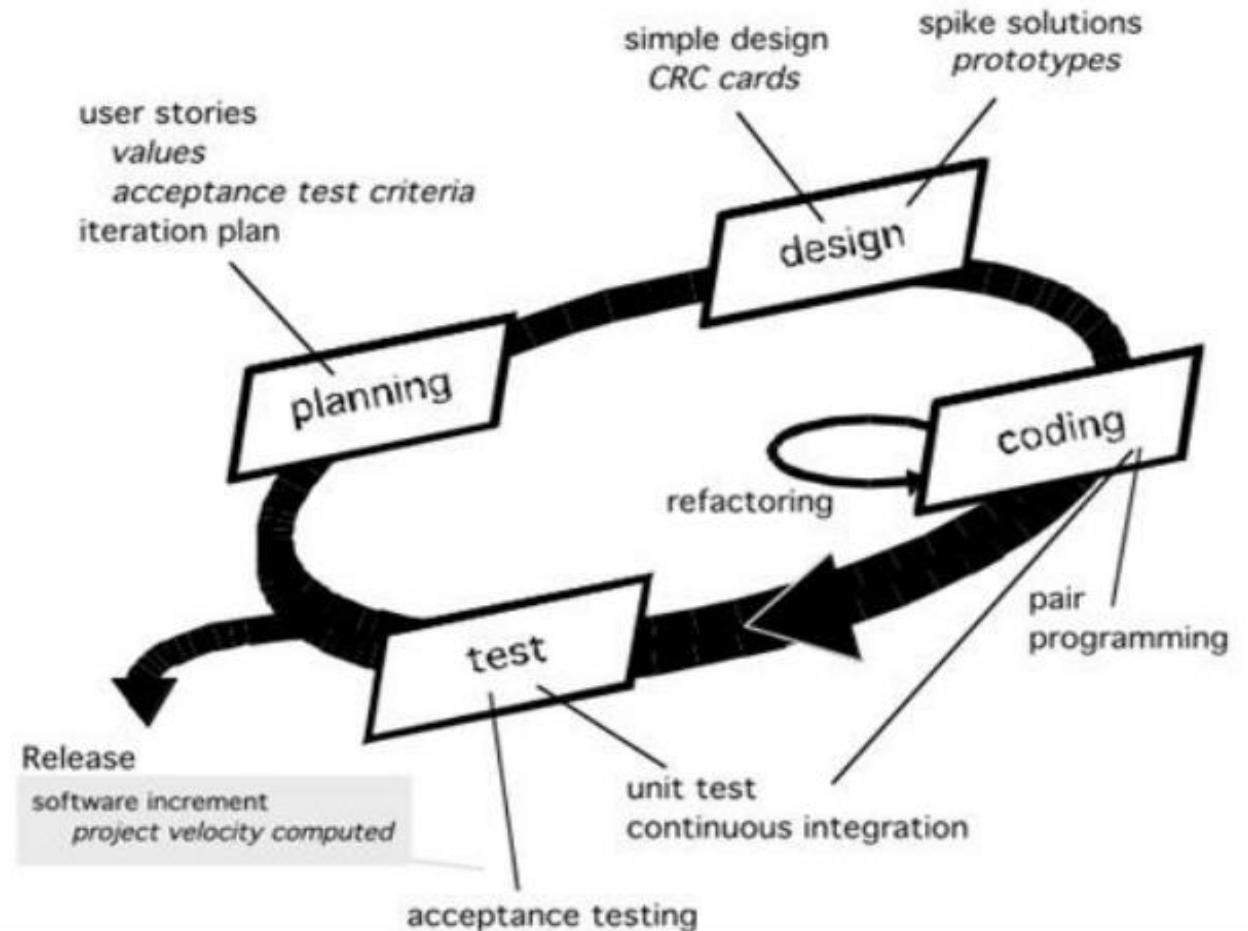 simple design
CRC cards
spike solutions
prototypes
user stories
values
acceptance test criteria
iteration plan
design
planning
coding
refactoring
pair
programming
test
Release
software increment
project velocity computed
unit test
continuous integration
acceptance testing